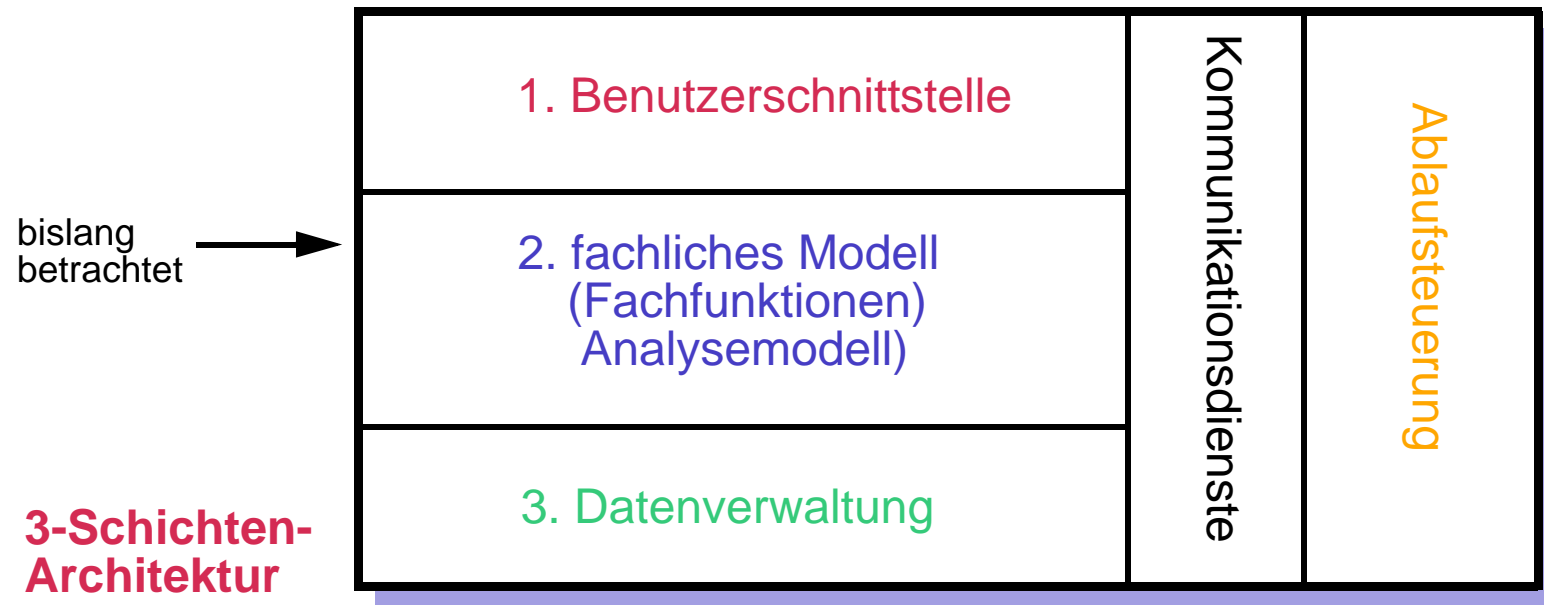 1. Benutzerschnittstelle
bislang
betrachtet
2. fachliches Modell
(Fachfunktionen)
Analysemodell)
3. Datenverwaltung
3-Schichten-
Architektur
Kommunikationsdienste
Ablaufsteuerung